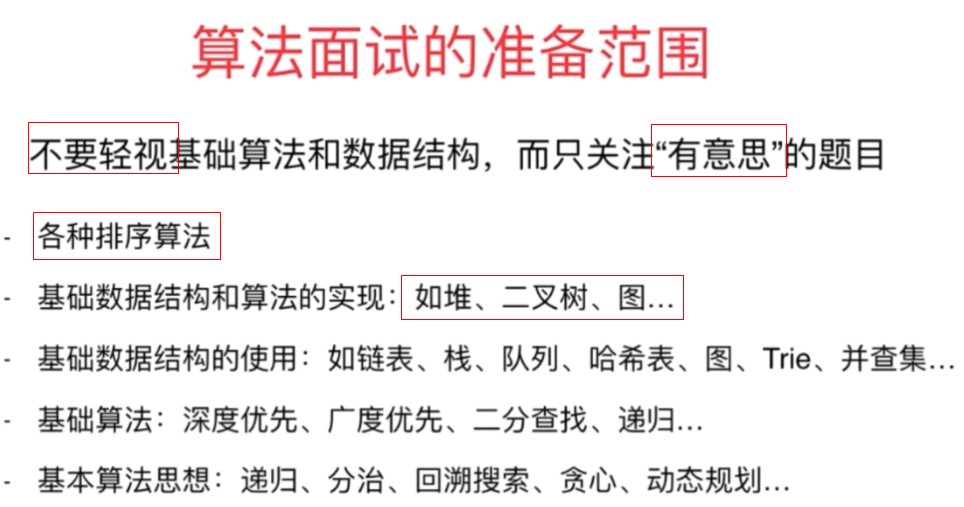 算法面试的准备范围
不要轻视基础算法和数据结构，而只关注“有意思”的题目
- 各种排序算法
- 基础数据结构和算法的实现：如堆、二叉树、图...
- 基础数据结构的使用：如链表、栈、队列、哈希表、图、Trie、并查集...
- 基础算法：深度优先、广度优先、二分查找、递归...
- 基本算法思想：递归、分治、回溯搜索、贪心、动态规划...